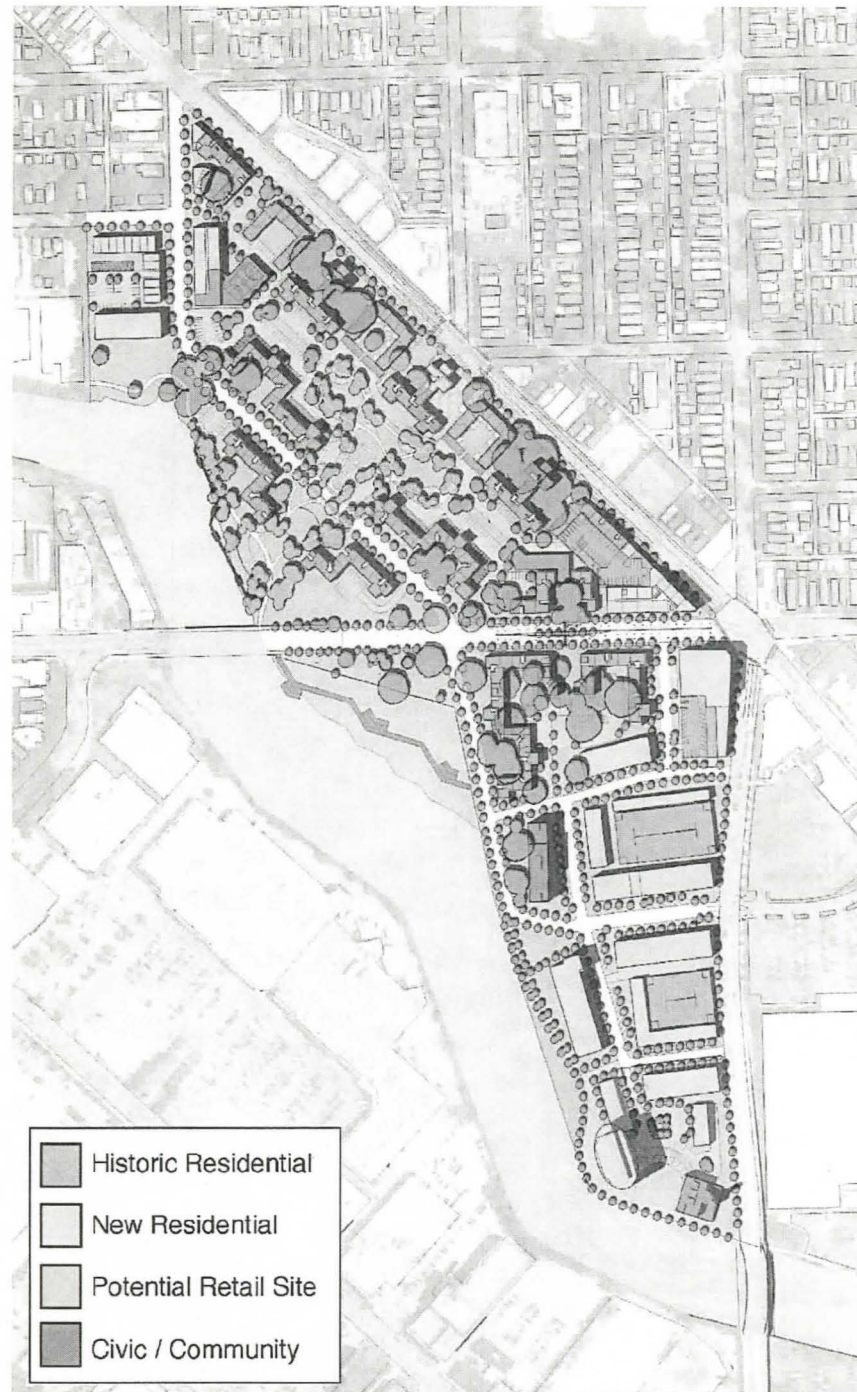 Historic Residential
New Residential
Potential Retail Site
Civic / Community